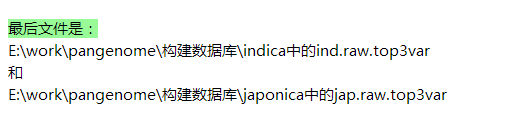 最后文件是：
E:\work\pangenome\构建数据库\indica中的ind.raw.top3var
和
E:\work\pangenome\构建数据库\japonica中的jap.raw.top3var